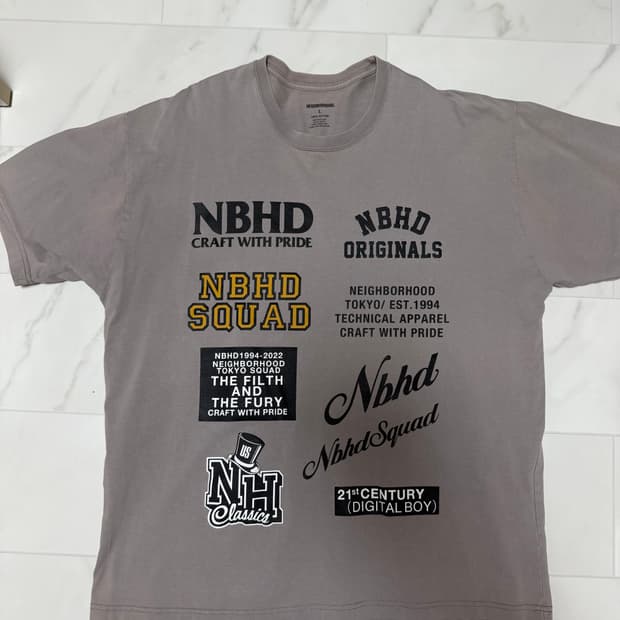 NEIGHBORHOOD
L
NBHD
CRAFT WITH PRIDE
NBHD
ORIGINALS
NBHD
SQUAD
NEIGHBORHOOD
TOKYO/ EST.1994
TECHNICAL APPAREL
CRAFT WITH PRIDE
NBHD1994-2022
NEIGHBORHOOD
TOKYO SQUAD
THE FILTH
AND
THE FURY
CRAFT WITH PRIDE
Nbhd
NbhdSquad
US
NH
Classics
21st CENTURY
(DIGITAL BOY)